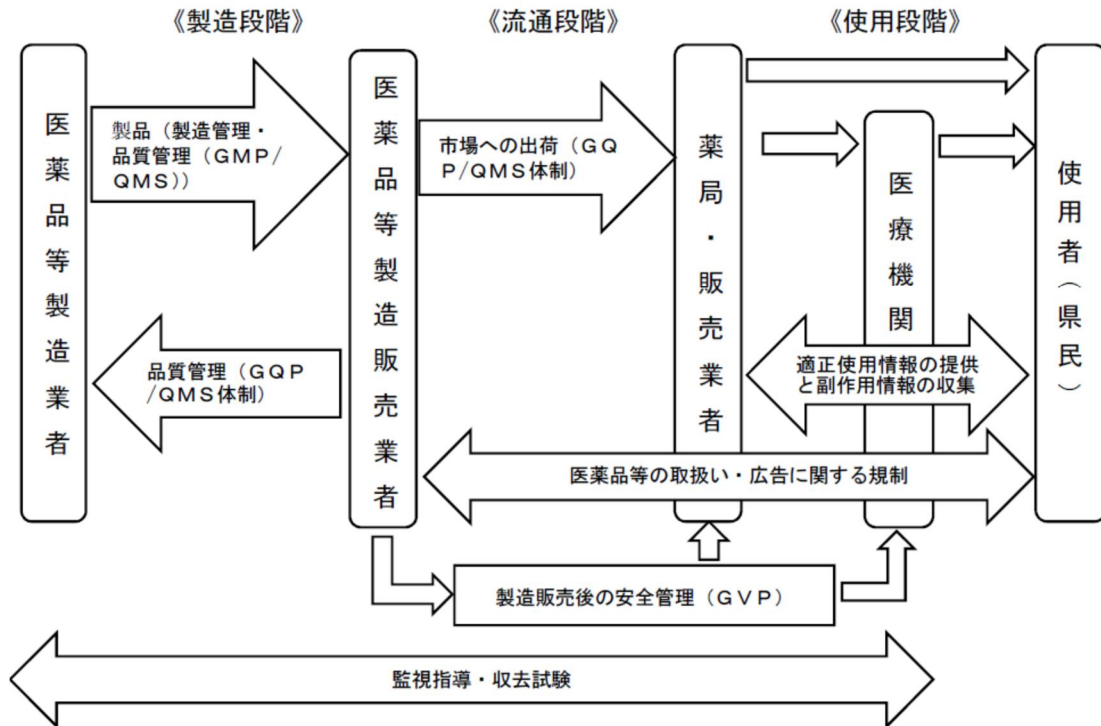 《製造段階》
《流通段階》
《使用段階》
医薬品等製造業者
製品（製造管理・
品質管理（GMP/
QMS））
医薬品等製造販売業者
市場への出荷（ＧＱ
Ｐ/QMS体制）
薬局・販売業者
医療機関
使用者（県民）
品質管理（ＧＱＰ
/QMS体制）
適正使用情報の提供
と副作用情報の収集
医薬品等の取扱い・広告に関する規制
製造販売後の安全管理（ＧＶＰ）
監視指導・収去試験